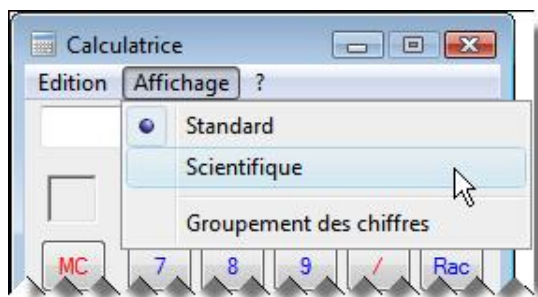 Calculatrice
Edition Affichage ?
Standard
Scientifique
Groupement des chiffres
MC 7 8 9 / Rac